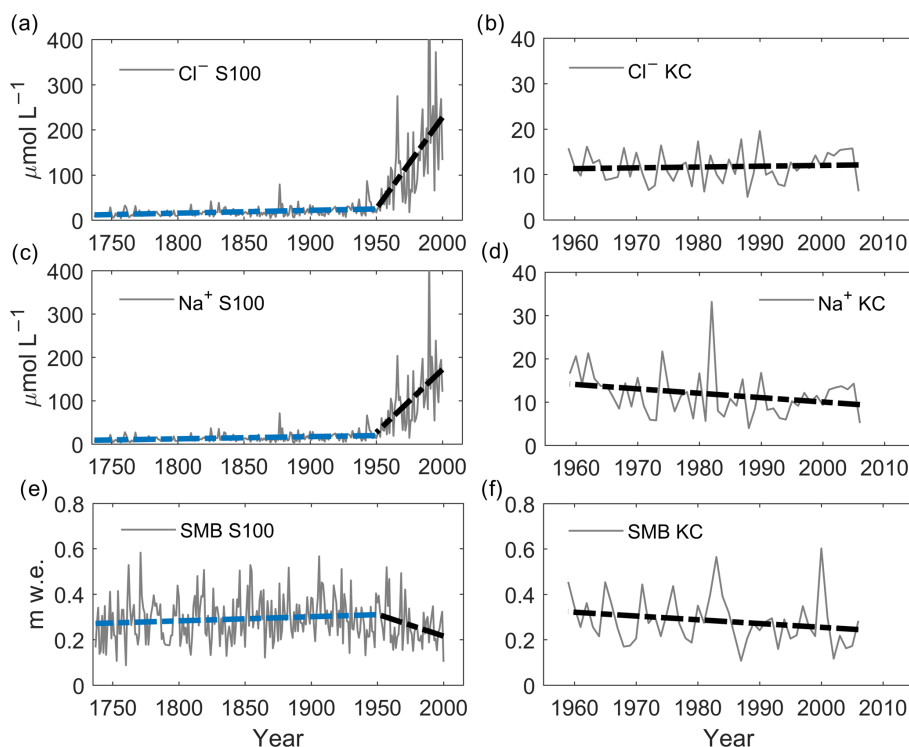 (a)
400
300
200
100
0
μmol L⁻¹
Cl⁻ S100
1750 1800 1850 1900 1950 2000
(b)
40
30
20
10
0
Cl⁻ KC
1960 1970 1980 1990 2000 2010
(c)
400
300
200
100
0
μmol L⁻¹
Na⁺ S100
1750 1800 1850 1900 1950 2000
(d)
40
30
20
10
0
Na⁺ KC
1960 1970 1980 1990 2000 2010
(e)
0.8
0.6
0.4
0.2
0
m w.e.
SMB S100
1750 1800 1850 1900 1950 2000
Year
(f)
0.8
0.6
0.4
0.2
0
SMB KC
1960 1970 1980 1990 2000 2010
Year